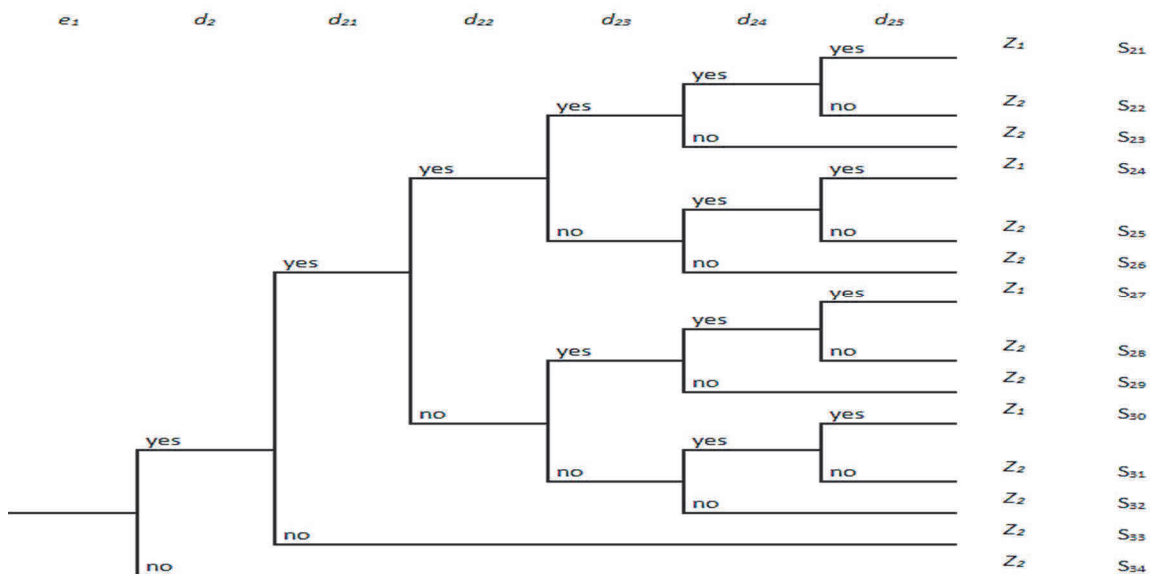 e₁ d₂ d₂₁ d₂₂ d₂₃ d₂₄ d₂₅
yes Z₁ S₂₁
yes
yes no Z₂ S₂₂
no Z₂ S₂₃
yes yes Z₁ S₂₄
yes
no no Z₂ S₂₅
yes no Z₂ S₂₆
yes Z₁ S₂₇
yes
yes no Z₂ S₂₈
no Z₂ S₂₉
no yes Z₁ S₃₀
yes yes
no no Z₂ S₃₁
no Z₂ S₃₂
no Z₂ S₃₃
no Z₂ S₃₄